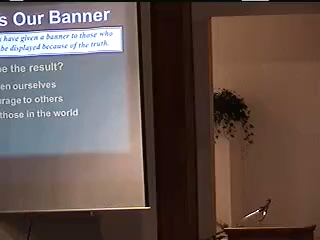 s Our Banner
have given a banner to those who
be displayed because of the truth.
e the result?
en ourselves
urage to others
those in the world